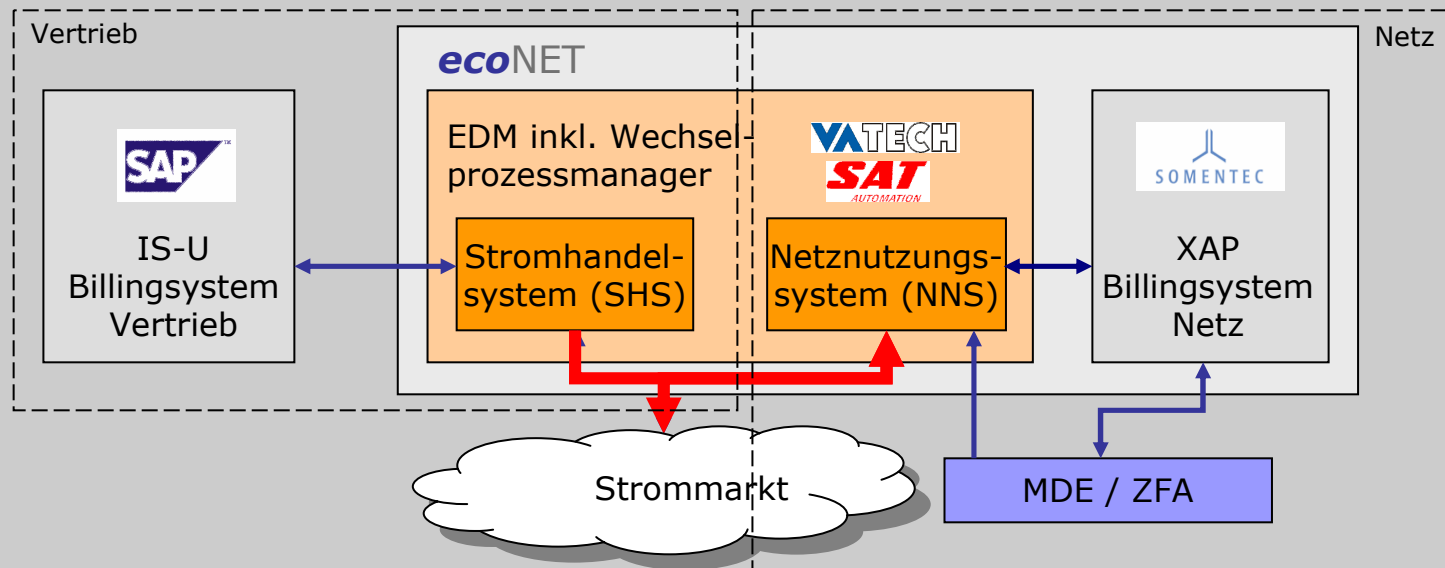 Vertrieb
Netz
ecoNET
SAP
™
IS-U
Billingsystem
Vertrieb
EDM inkl. Wechsel-
prozessmanager
VATECH
SAT
AUTOMATION
Stromhandel-
system (SHS)
Netznutzungs-
system (NNS)
SOMENTEC
XAP
Billingsystem
Netz
Strommarkt
MDE / ZFA